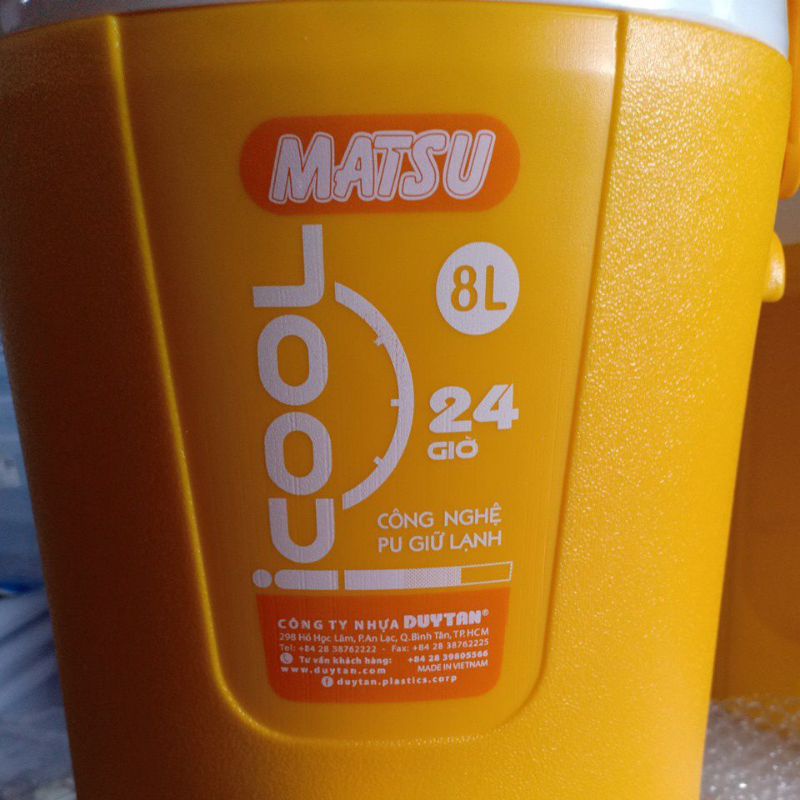 MATSU
8L
icool
24
GIỜ
CÔNG NGHỆ
PU GIỮ LẠNH
CÔNG TY NHỰA DUYTAN®
298 Hồ Học Lãm, P.An Lạc, Q.Bình Tân, TP.HCM
Tel: +84 28 38762222 - Fax: +84 28 38762225
Tư vấn khách hàng: +84 28 39805566
www.duytan.com MADE IN VIETNAM
duytan.plastics.corp